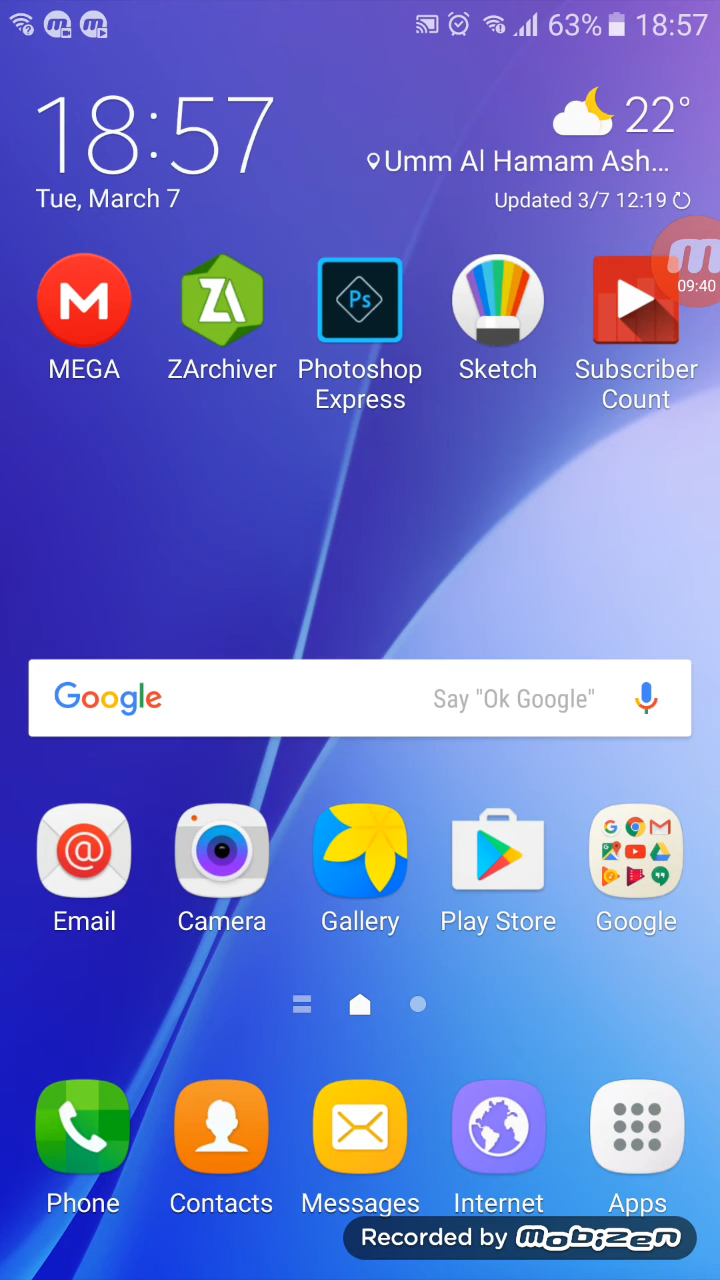 63% 18:57
18:57
22°
Umm Al Hamam Ash...
Tue, March 7
Updated 3/7 12:19
m
09:40
M
ZA
Ps
MEGA
ZArchiver
Photoshop Express
Sketch
Subscriber Count
Google
Say "Ok Google"
@
Email
Camera
Gallery
Play Store
Google
Phone
Contacts
Messages
Internet
Apps
Recorded by mobizen